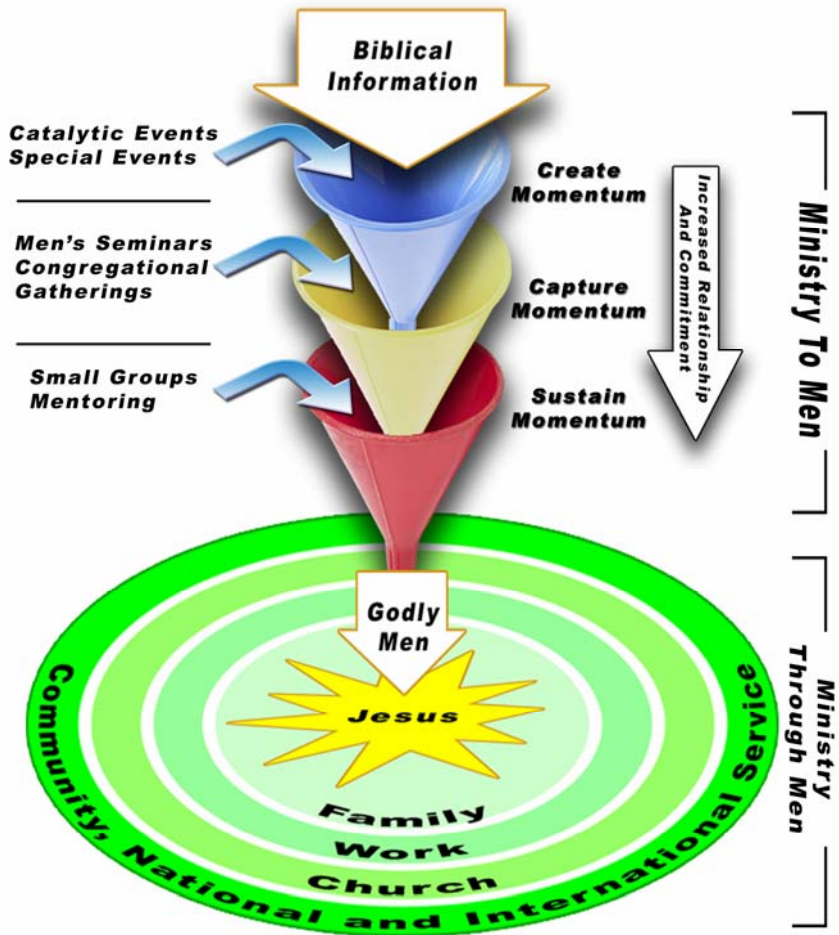 Biblical
Information
Catalytic Events
Special Events
Create
Momentum
Men's Seminars
Congregational
Gatherings
Capture
Momentum
Small Groups
Mentoring
Sustain
Momentum
Increased Relationship
And Commitment
Ministry To Men
Godly
Men
Jesus
Family
Work
Church
Community, National and International Service
Ministry
Through Men